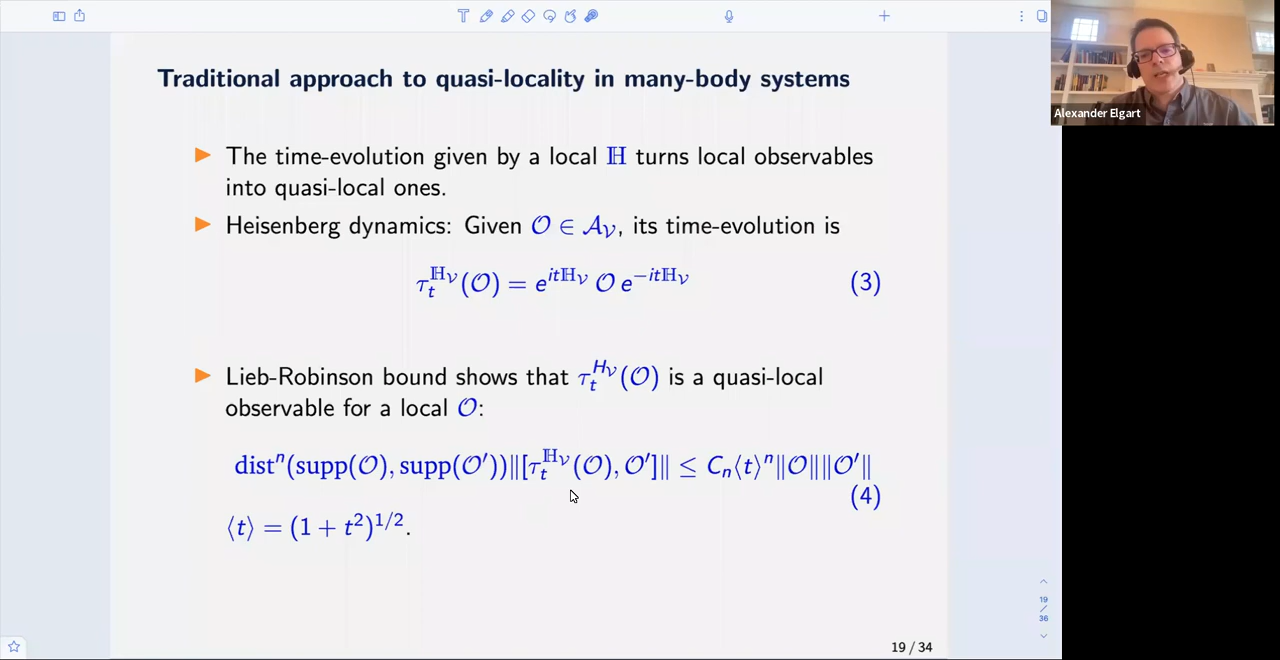 Traditional approach to quasi-locality in many-body systems
▶ The time-evolution given by a local ℍ turns local observables
into quasi-local ones.
▶ Heisenberg dynamics: Given 𝒪 ∈ 𝒜_𝒱, its time-evolution is
τ_t^{ℍ_𝒱}(𝒪) = e^{itℍ_𝒱} 𝒪 e^{−itℍ_𝒱} (3)
▶ Lieb-Robinson bound shows that τ_t^{H_𝒱}(𝒪) is a quasi-local
observable for a local 𝒪:
dist^n(supp(𝒪), supp(𝒪′))‖[τ_t^{ℍ_𝒱}(𝒪), 𝒪′]‖ ≤ C_n⟨t⟩^n‖𝒪‖‖𝒪′‖
(4)
⟨t⟩ = (1 + t²)^{1/2}.
19 / 34
Alexander Elgart
19
/
36